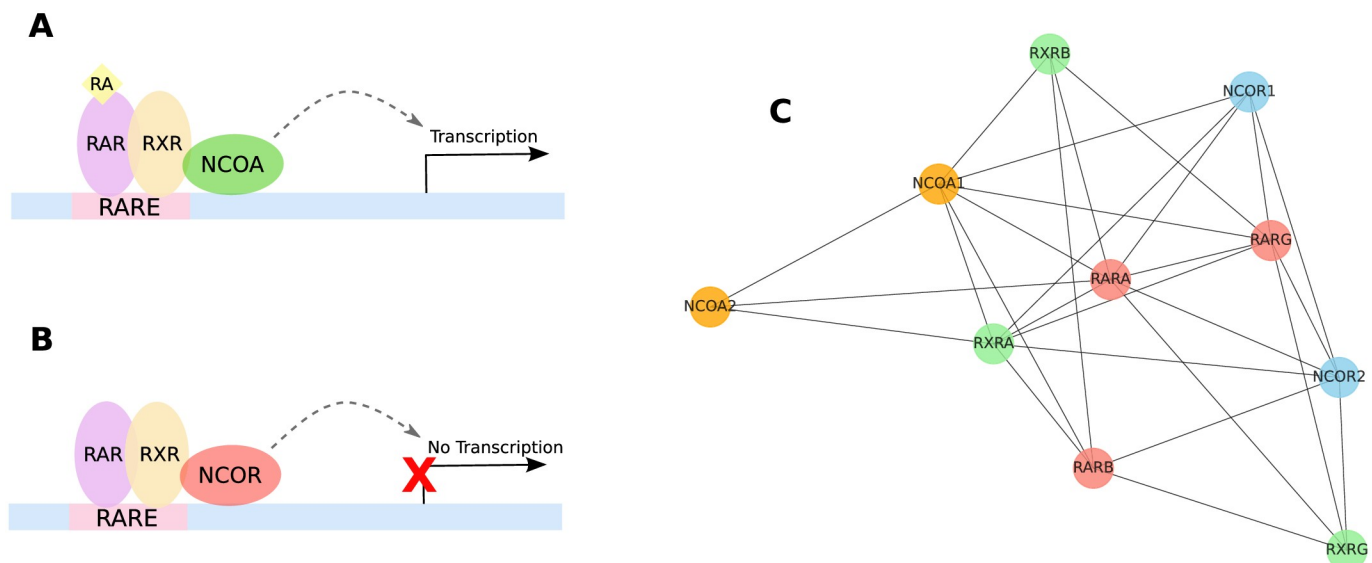 A
RA
RAR
RXR
NCOA
Transcription
RARE
B
RAR
RXR
NCOR
No Transcription
X
RARE
C
RXRB
NCOR1
NCOA1
RARG
RARA
NCOA2
RXRA
NCOR2
RARB
RXRG